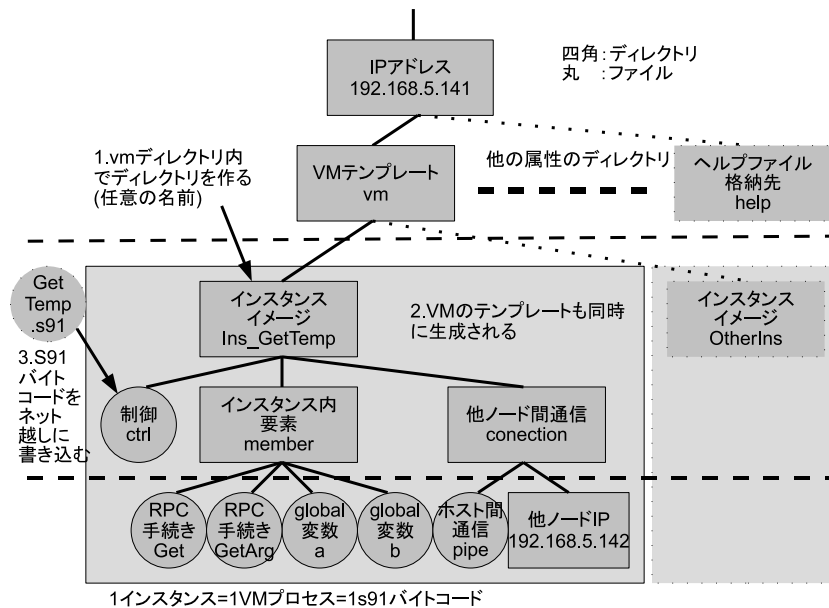 IPアドレス
192.168.5.141
四角：ディレクトリ
丸　：ファイル
1.vmディレクトリ内
でディレクトリを作る
(任意の名前)
VMテンプレート
vm
他の属性のディレクトリ
ヘルプファイル
格納先
help
Get
Temp
.s91
インスタンス
イメージ
Ins_GetTemp
2.VMのテンプレートも同時
に生成される
インスタンス
イメージ
OtherIns
3.S91
バイト
コードを
ネット
越しに
書き込む
制御
ctrl
インスタンス内
要素
member
他ノード間通信
conection
RPC
手続き
Get
RPC
手続き
GetArg
global
変数
a
global
変数
b
ホスト間
通信
pipe
他ノードIP
192.168.5.142
1インスタンス=1VMプロセス=1s91バイトコード